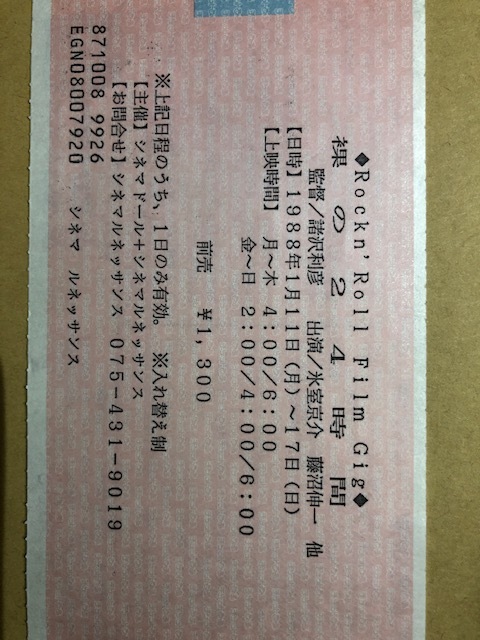 ◆Rockn' Roll Film Gig◆
裸の24時間
監督/諸沢利彦 出演/氷室京介 藤沼伸一 他
【日時】1988年1月11日(月)~17日(日)
【上映時間】 月~木 4:00/6:00
金~日 2:00/4:00/6:00
前売 ¥1,300
※上記日程のうち、1日のみ有効。 ※入れ替え制
【主催】シネマドール+シネマルネッサンス
【お問合せ】シネマルネッサンス 075-431-9019
871008 9926
EGN08007920 シネマ ルネッサンス